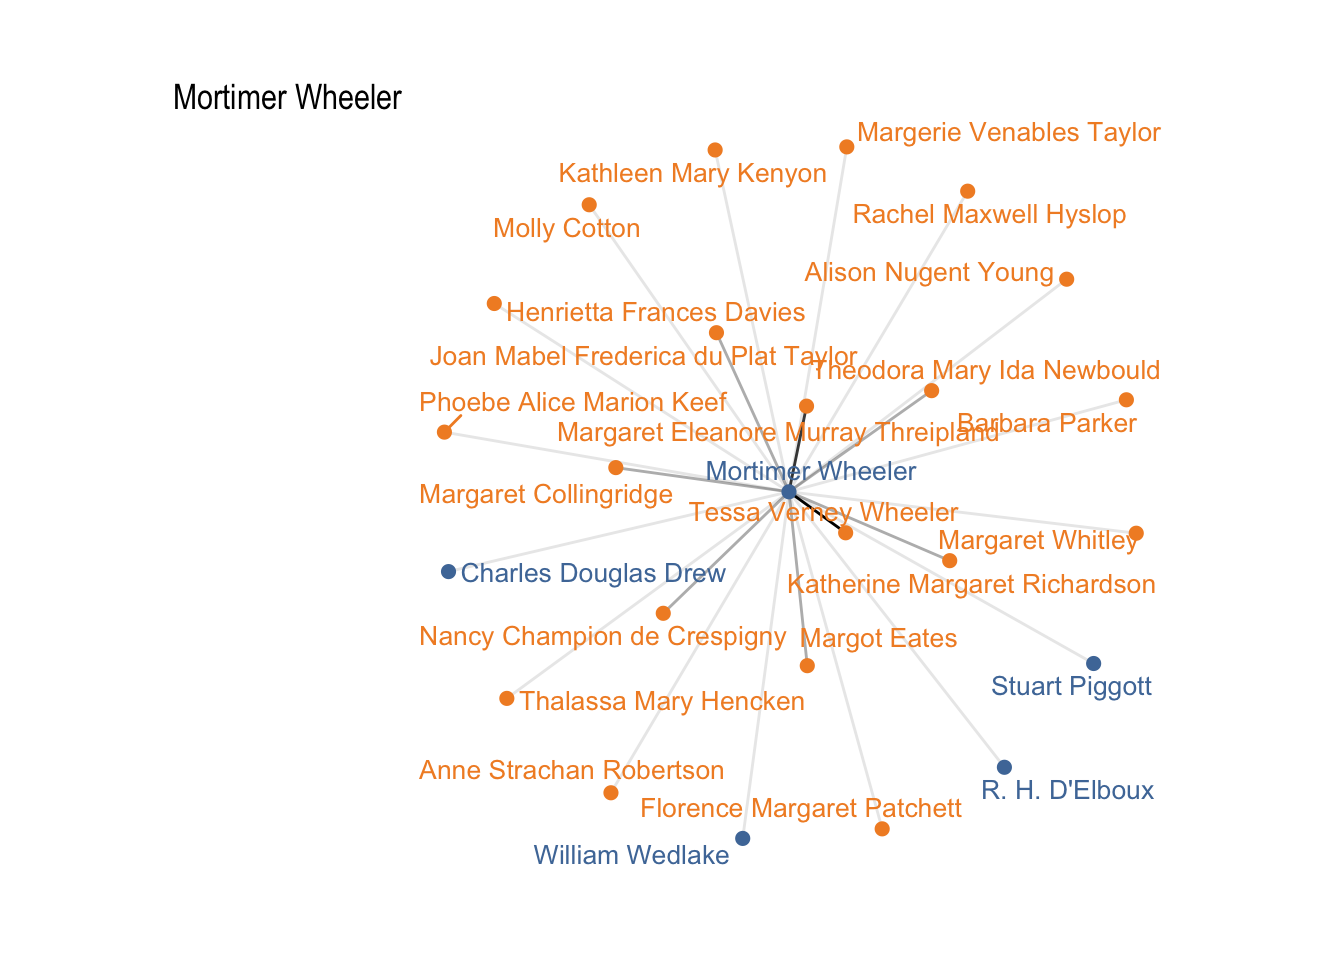 Mortimer Wheeler
Margerie Venables Taylor
Kathleen Mary Kenyon
Rachel Maxwell Hyslop
Molly Cotton
Alison Nugent Young
Henrietta Frances Davies
Joan Mabel Frederica du Plat Taylor
Theodora Mary Ida Newbould
Phoebe Alice Marion Keef
Barbara Parker
Margaret Eleanore Murray Threipland
Mortimer Wheeler
Margaret Collingridge
Tessa Verney Wheeler
Margaret Whitley
Charles Douglas Drew
Katherine Margaret Richardson
Nancy Champion de Crespigny
Margot Eates
Stuart Piggott
Thalassa Mary Hencken
Anne Strachan Robertson
R. H. D'Elboux
Florence Margaret Patchett
William Wedlake